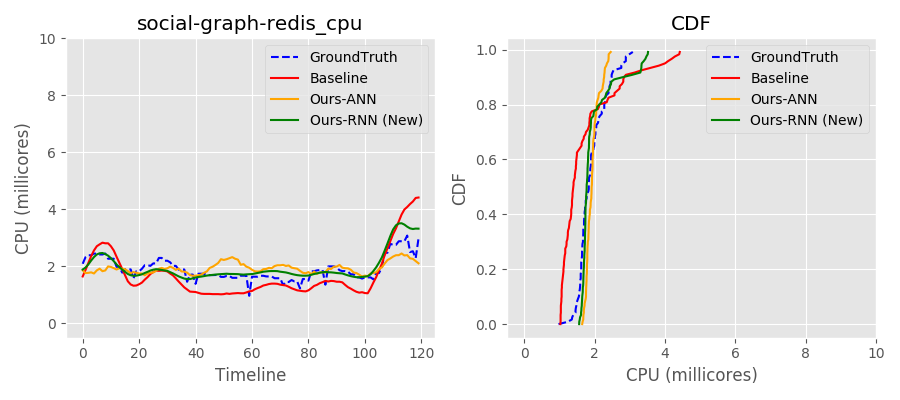 social-graph-redis_cpu
CPU (millicores)
10
8
6
4
2
0
GroundTruth
Baseline
Ours-ANN
Ours-RNN (New)
0 20 40 60 80 100 120
Timeline
CDF
CDF
1.0
0.8
0.6
0.4
0.2
0.0
GroundTruth
Baseline
Ours-ANN
Ours-RNN (New)
0 2 4 6 8 10
CPU (millicores)